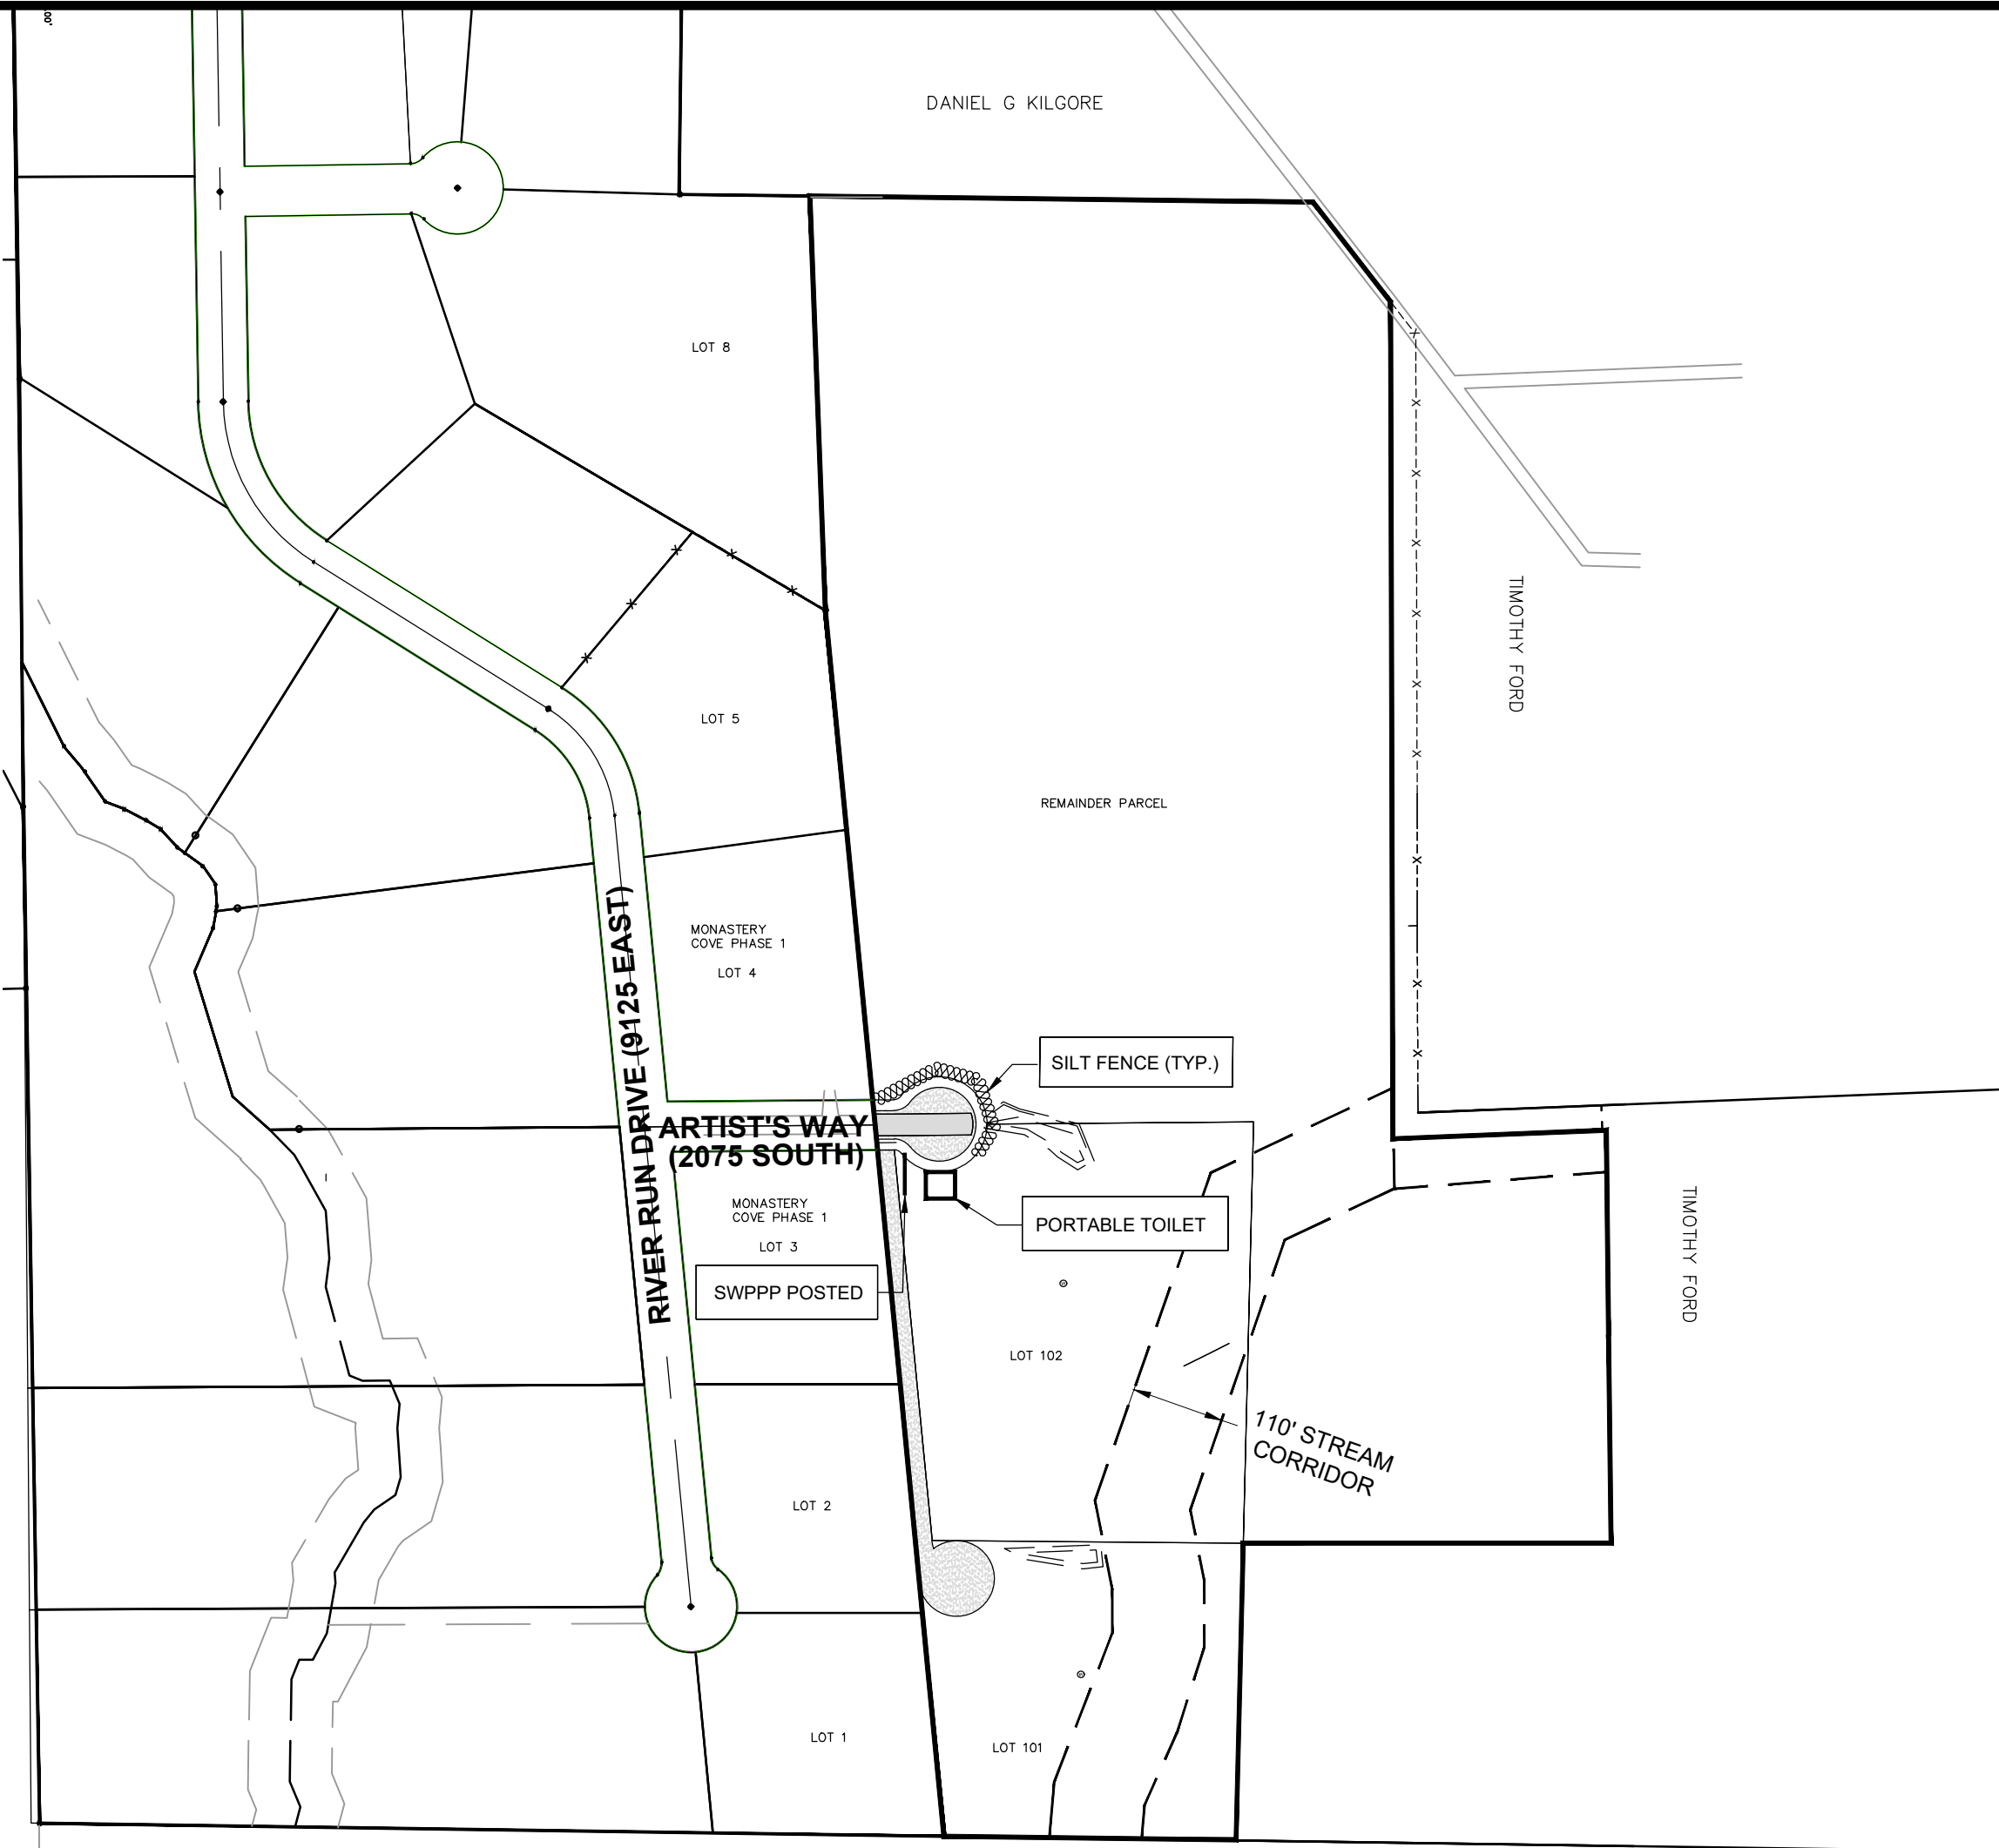 00'
DANIEL G KILGORE
LOT 8
TIMOTHY FORD
LOT 5
REMAINDER PARCEL
MONASTERY
COVE PHASE 1
LOT 4
RIVER RUN DRIVE (9125 EAST)
SILT FENCE (TYP.)
ARTIST'S WAY
(2075 SOUTH)
MONASTERY
COVE PHASE 1
LOT 3
PORTABLE TOILET
TIMOTHY FORD
SWPPP POSTED
LOT 102
110' STREAM
CORRIDOR
LOT 2
LOT 1
LOT 101